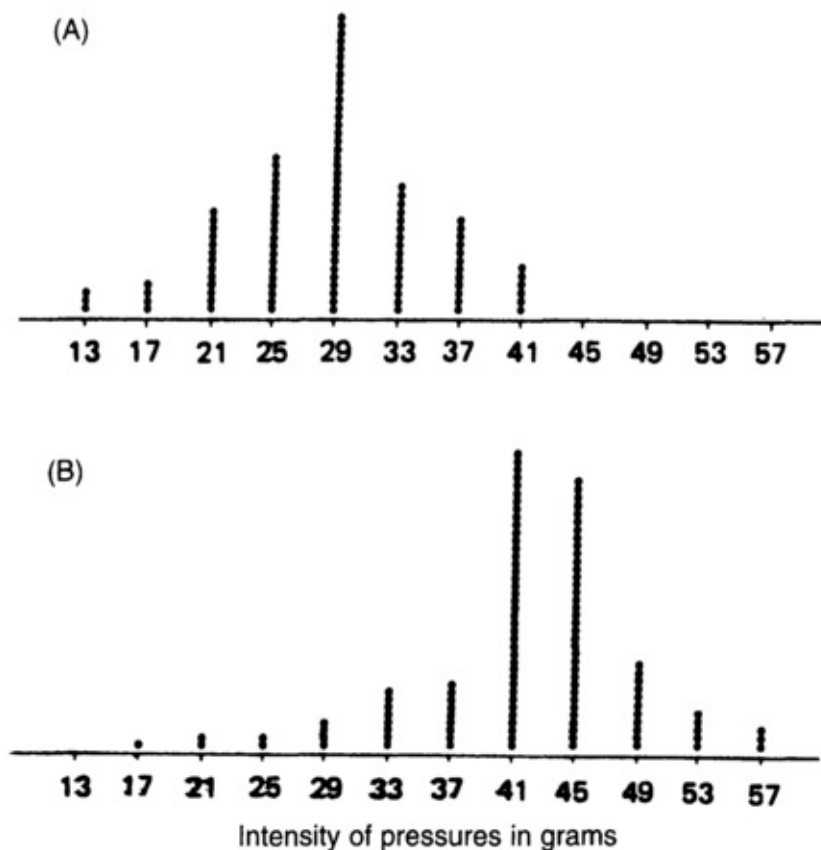 (A)
13 17 21 25 29 33 37 41 45 49 53 57
(B)
13 17 21 25 29 33 37 41 45 49 53 57
Intensity of pressures in grams